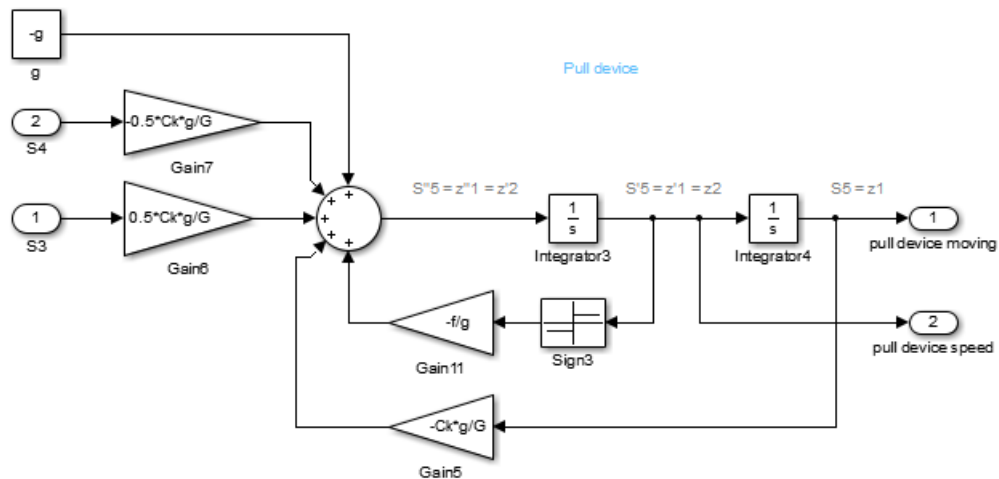 -g
g
Pull device
2
S4
-0.5*Ck*g/G
Gain7
1
S3
0.5*Ck*g/G
Gain6
+
+
+
+
+
S''5 = z''1 = z'2
1
s
Integrator3
S'5 = z'1 = z2
1
s
Integrator4
S5 = z1
1
pull device moving
-f/g
Gain11
Sign3
2
pull device speed
-Ck*g/G
Gain5